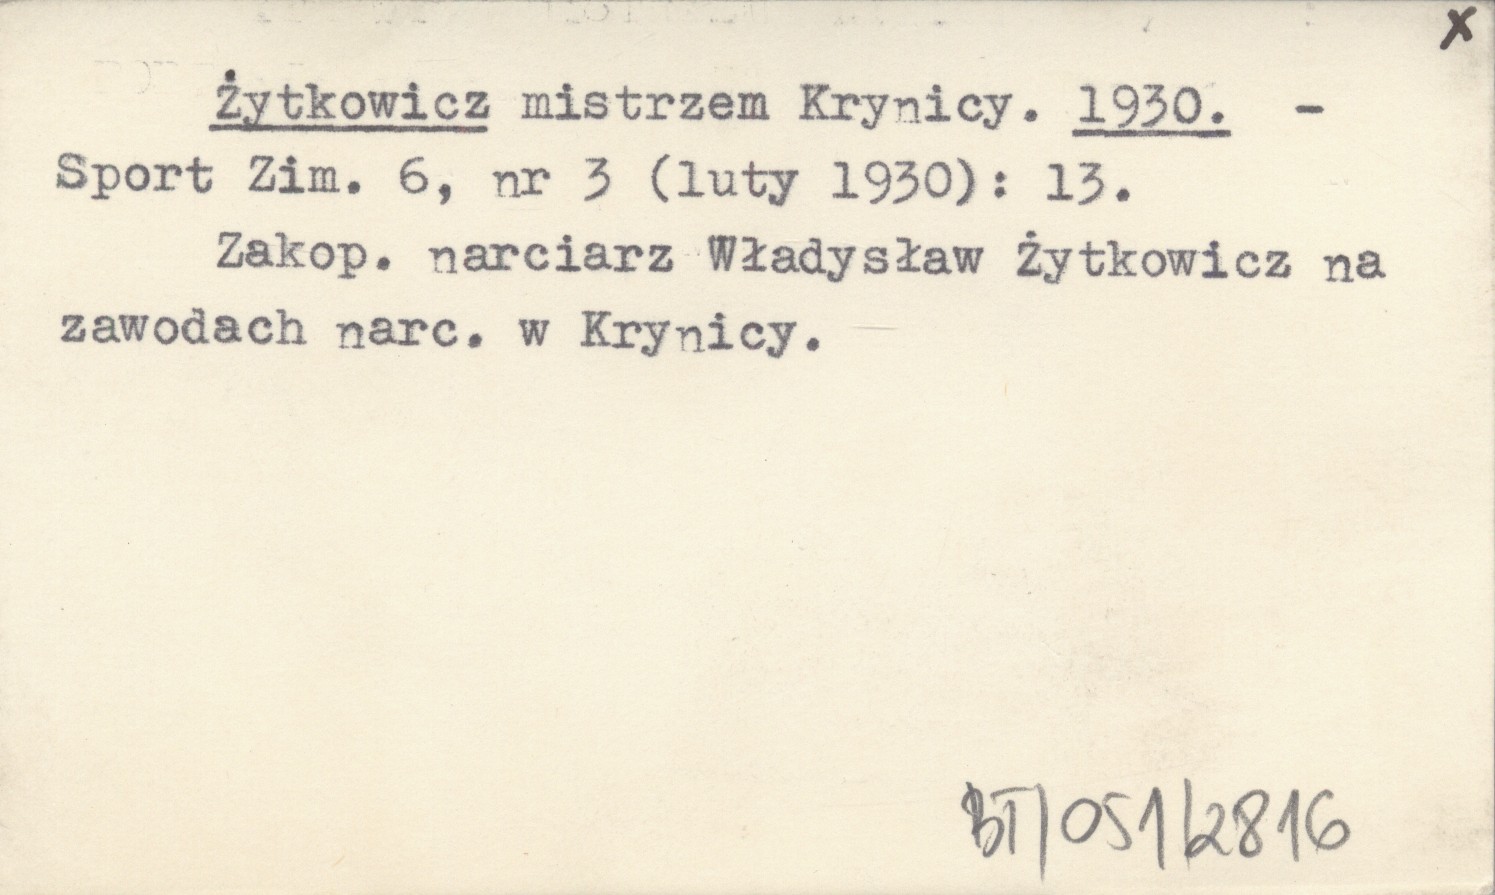 x
Żytkowicz mistrzem Krynicy. 1930. -
Sport Zim. 6, nr 3 (luty 1930): 13.
Zakop. narciarz Władysław Żytkowicz na
zawodach narc. w Krynicy.
BT/051/2816